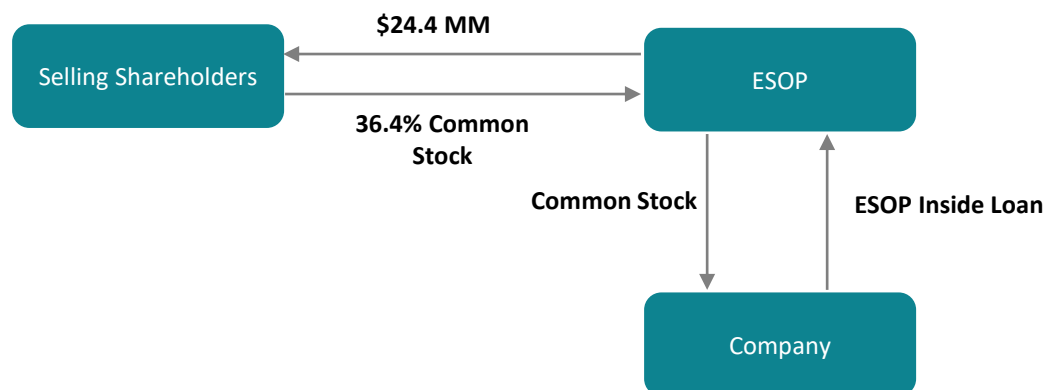 $24.4 MM
Selling Shareholders
ESOP
36.4% Common
Stock
Common Stock
ESOP Inside Loan
Company